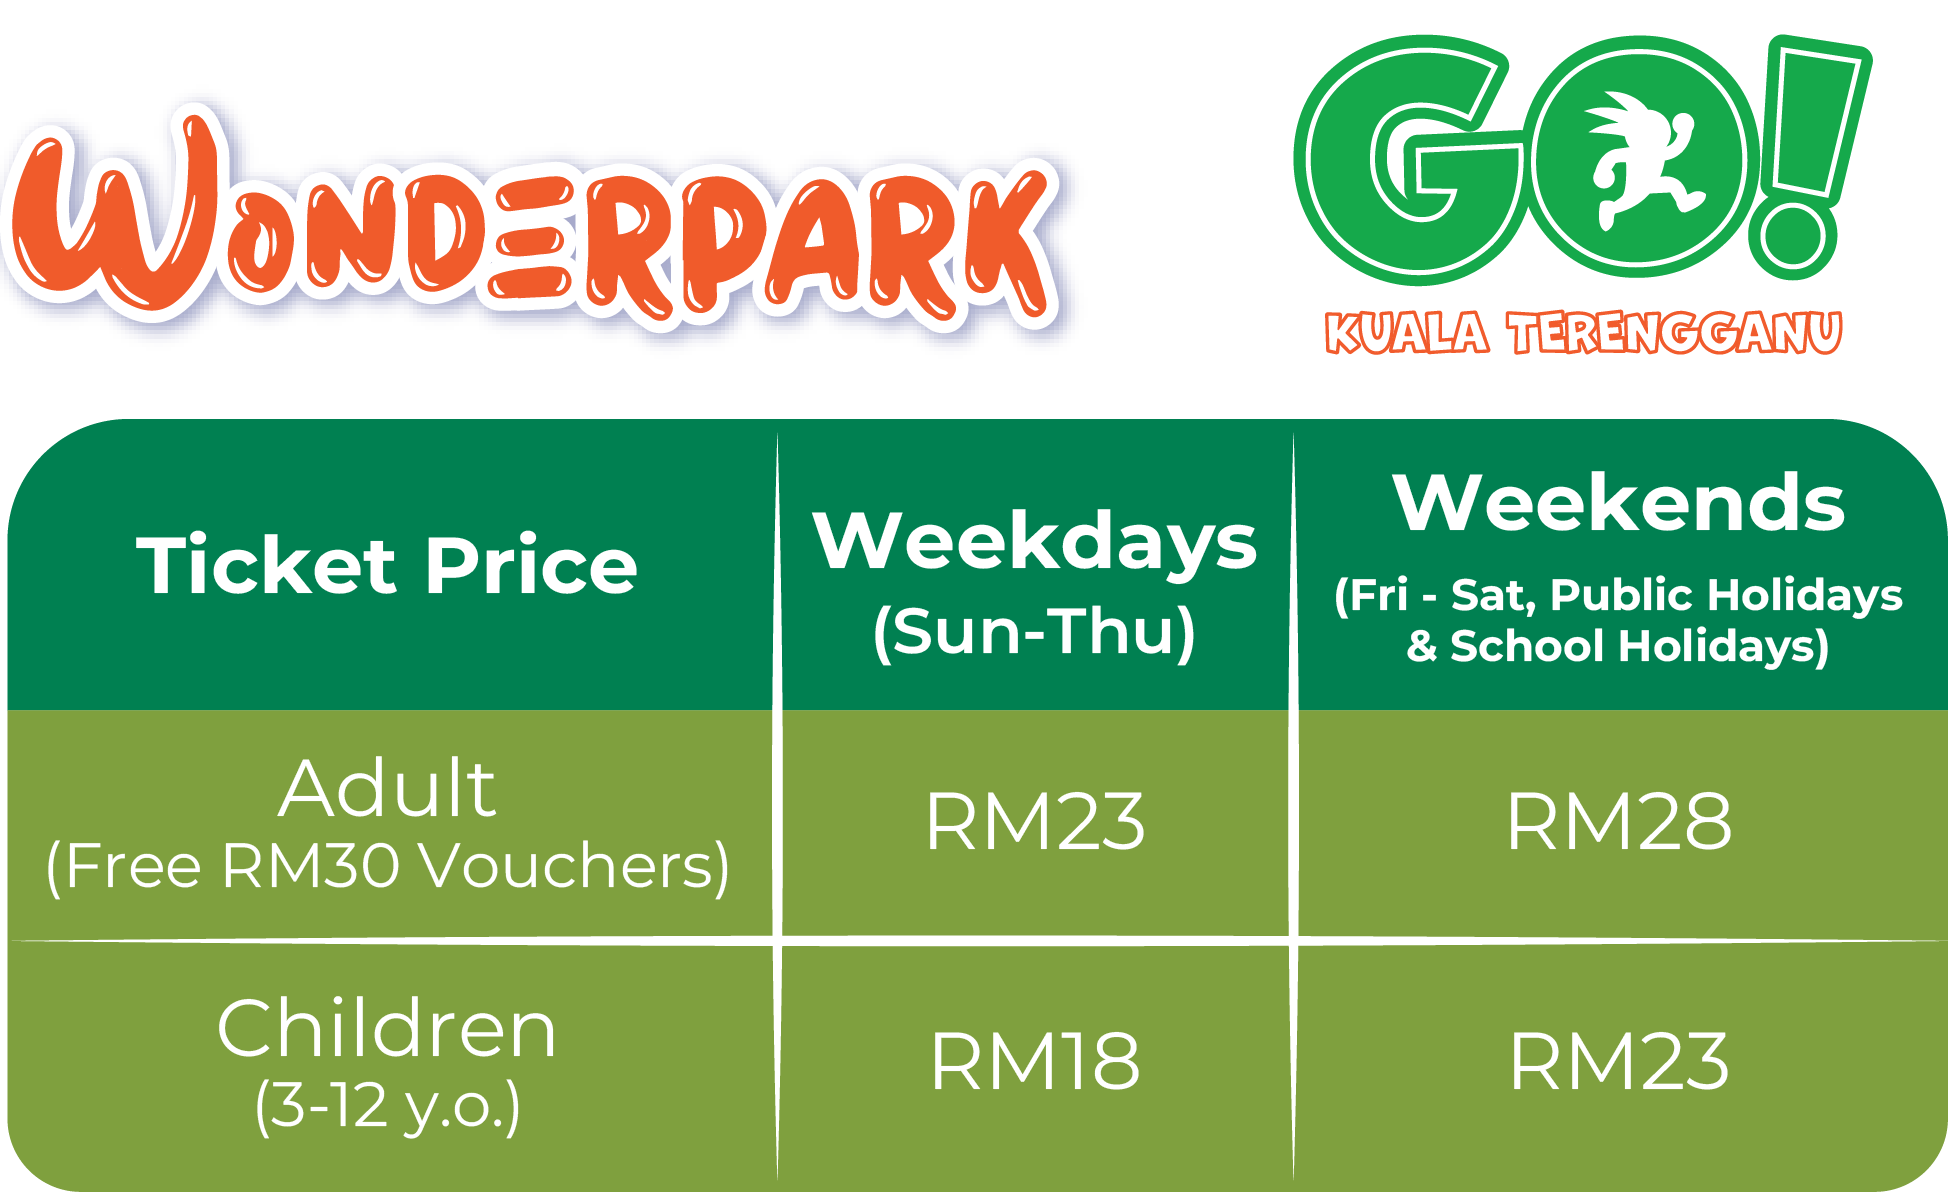 WONDERPARK
GO!
KUALA TERENGGANU
Ticket Price
Weekdays
(Sun-Thu)
Weekends
(Fri - Sat, Public Holidays
& School Holidays)
Adult
(Free RM30 Vouchers)
RM23
RM28
Children
(3-12 y.o.)
RM18
RM23